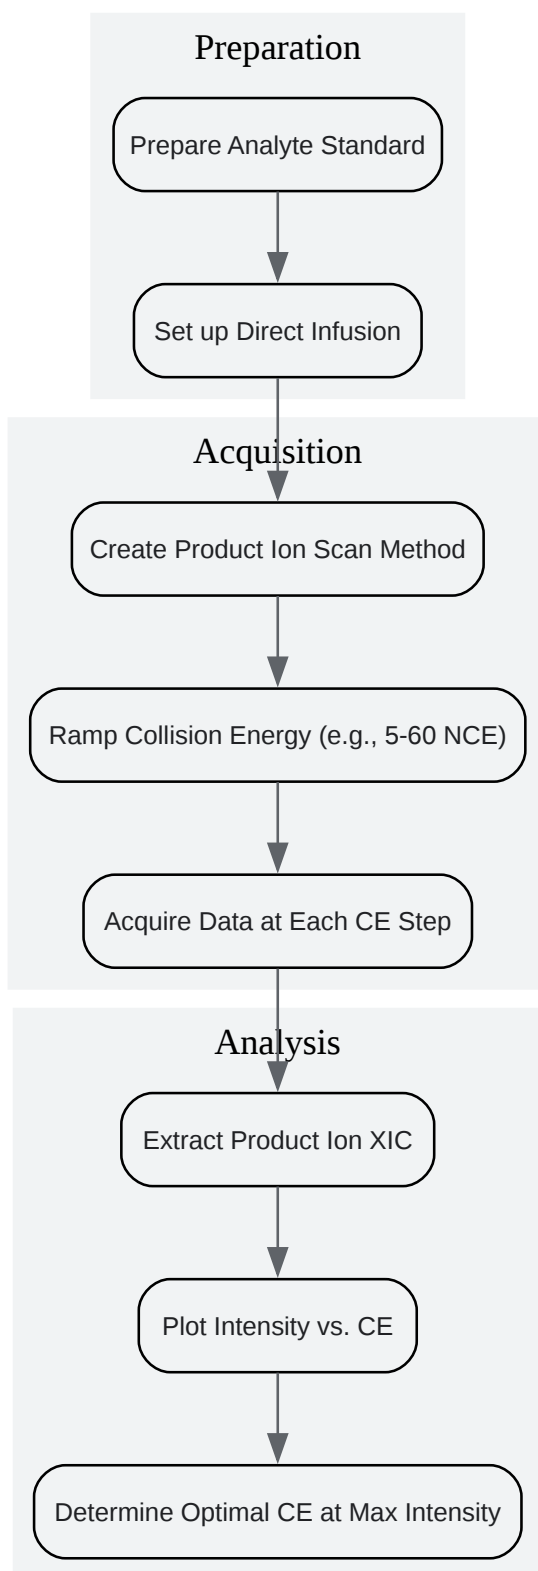 Preparation
Prepare Analyte Standard
Set up Direct Infusion
Acquisition
Create Product Ion Scan Method
Ramp Collision Energy (e.g., 5-60 NCE)
Acquire Data at Each CE Step
Analysis
Extract Product Ion XIC
Plot Intensity vs. CE
Determine Optimal CE at Max Intensity